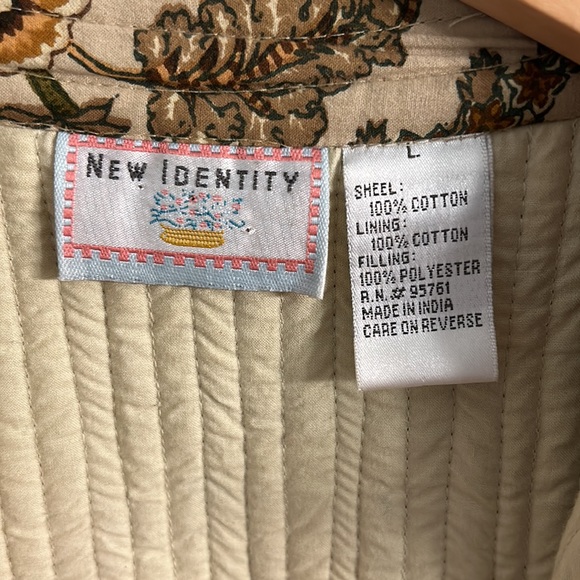 NEW IDENTITY
L
SHEEL:
100% COTTON
LINING:
100% COTTON
FILLING:
100% POLYESTER
R.N.# 95761
MADE IN INDIA
CARE ON REVERSE